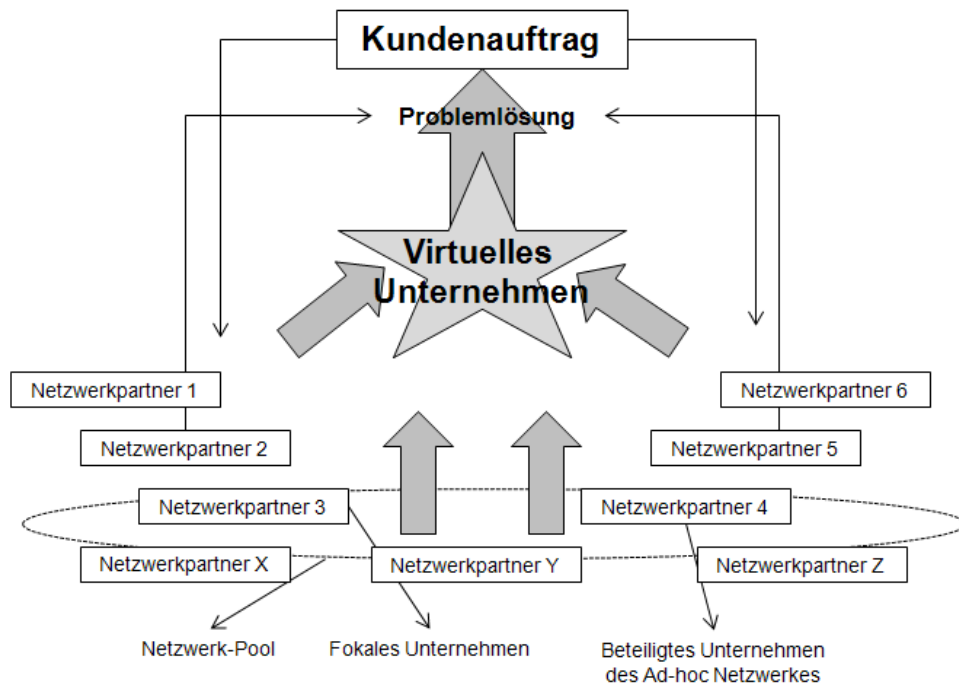 Kundenauftrag
Problemlösung
Virtuelles
Unternehmen
Netzwerkpartner 1
Netzwerkpartner 6
Netzwerkpartner 2
Netzwerkpartner 5
Netzwerkpartner 3
Netzwerkpartner 4
Netzwerkpartner X
Netzwerkpartner Y
Netzwerkpartner Z
Netzwerk-Pool
Fokales Unternehmen
Beteiligtes Unternehmen
des Ad-hoc Netzwerkes